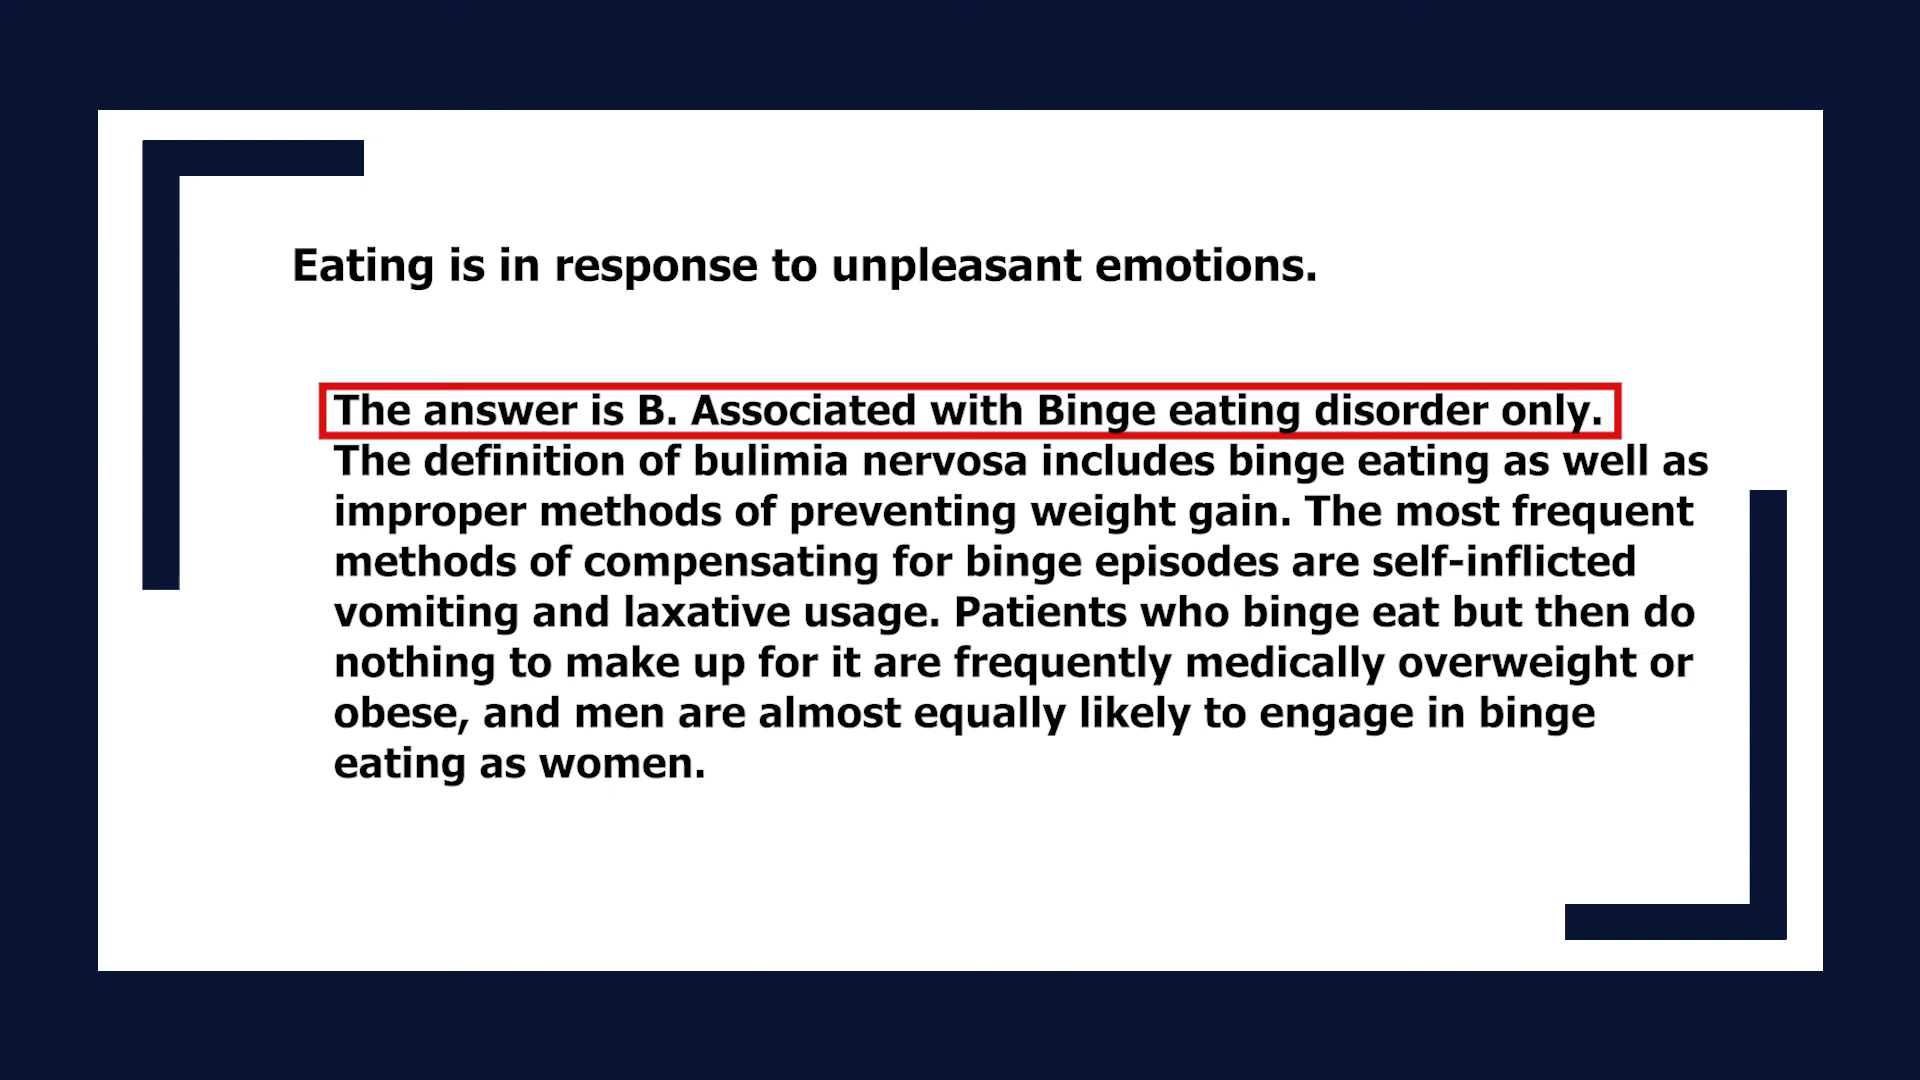 Eating is in response to unpleasant emotions.
The answer is B. Associated with Binge eating disorder only.
The definition of bulimia nervosa includes binge eating as well as
improper methods of preventing weight gain. The most frequent
methods of compensating for binge episodes are self-inflicted
vomiting and laxative usage. Patients who binge eat but then do
nothing to make up for it are frequently medically overweight or
obese, and men are almost equally likely to engage in binge
eating as women.